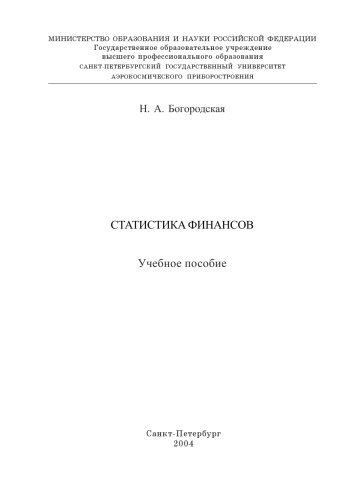 МИНИСТЕРСТВО ОБРАЗОВАНИЯ И НАУКИ РОССИЙСКОЙ ФЕДЕРАЦИИ
Государственное образовательное учреждение
высшего профессионального образования
САНКТ-ПЕТЕРБУРГСКИЙ ГОСУДАРСТВЕННЫЙ УНИВЕРСИТЕТ
АЭРОКОСМИЧЕСКОГО ПРИБОРОСТРОЕНИЯ
Н. А. Богородская
СТАТИСТИКА ФИНАНСОВ
Учебное пособие
Санкт-Петербург
2004